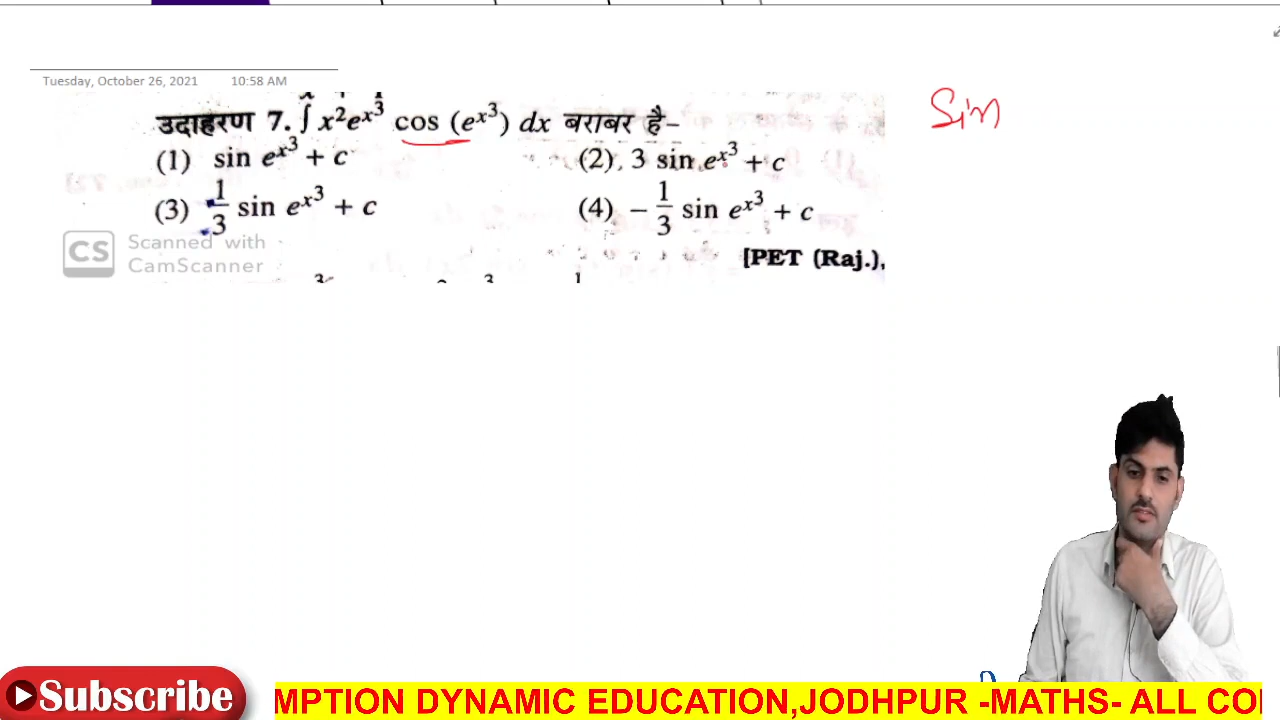 Tuesday, October 26, 2021 10:58 AM
उदाहरण 7. ∫ x²e^{x³} cos (e^{x³}) dx बराबर है–
Sin
(1) sin e^{x³} + c (2) 3 sin e^{x³} + c
(3) 1/3 sin e^{x³} + c (4) – 1/3 sin e^{x³} + c
CS Scanned with CamScanner
[PET (Raj.),
Subscribe
MPTION DYNAMIC EDUCATION,JODHPUR -MATHS- ALL CO